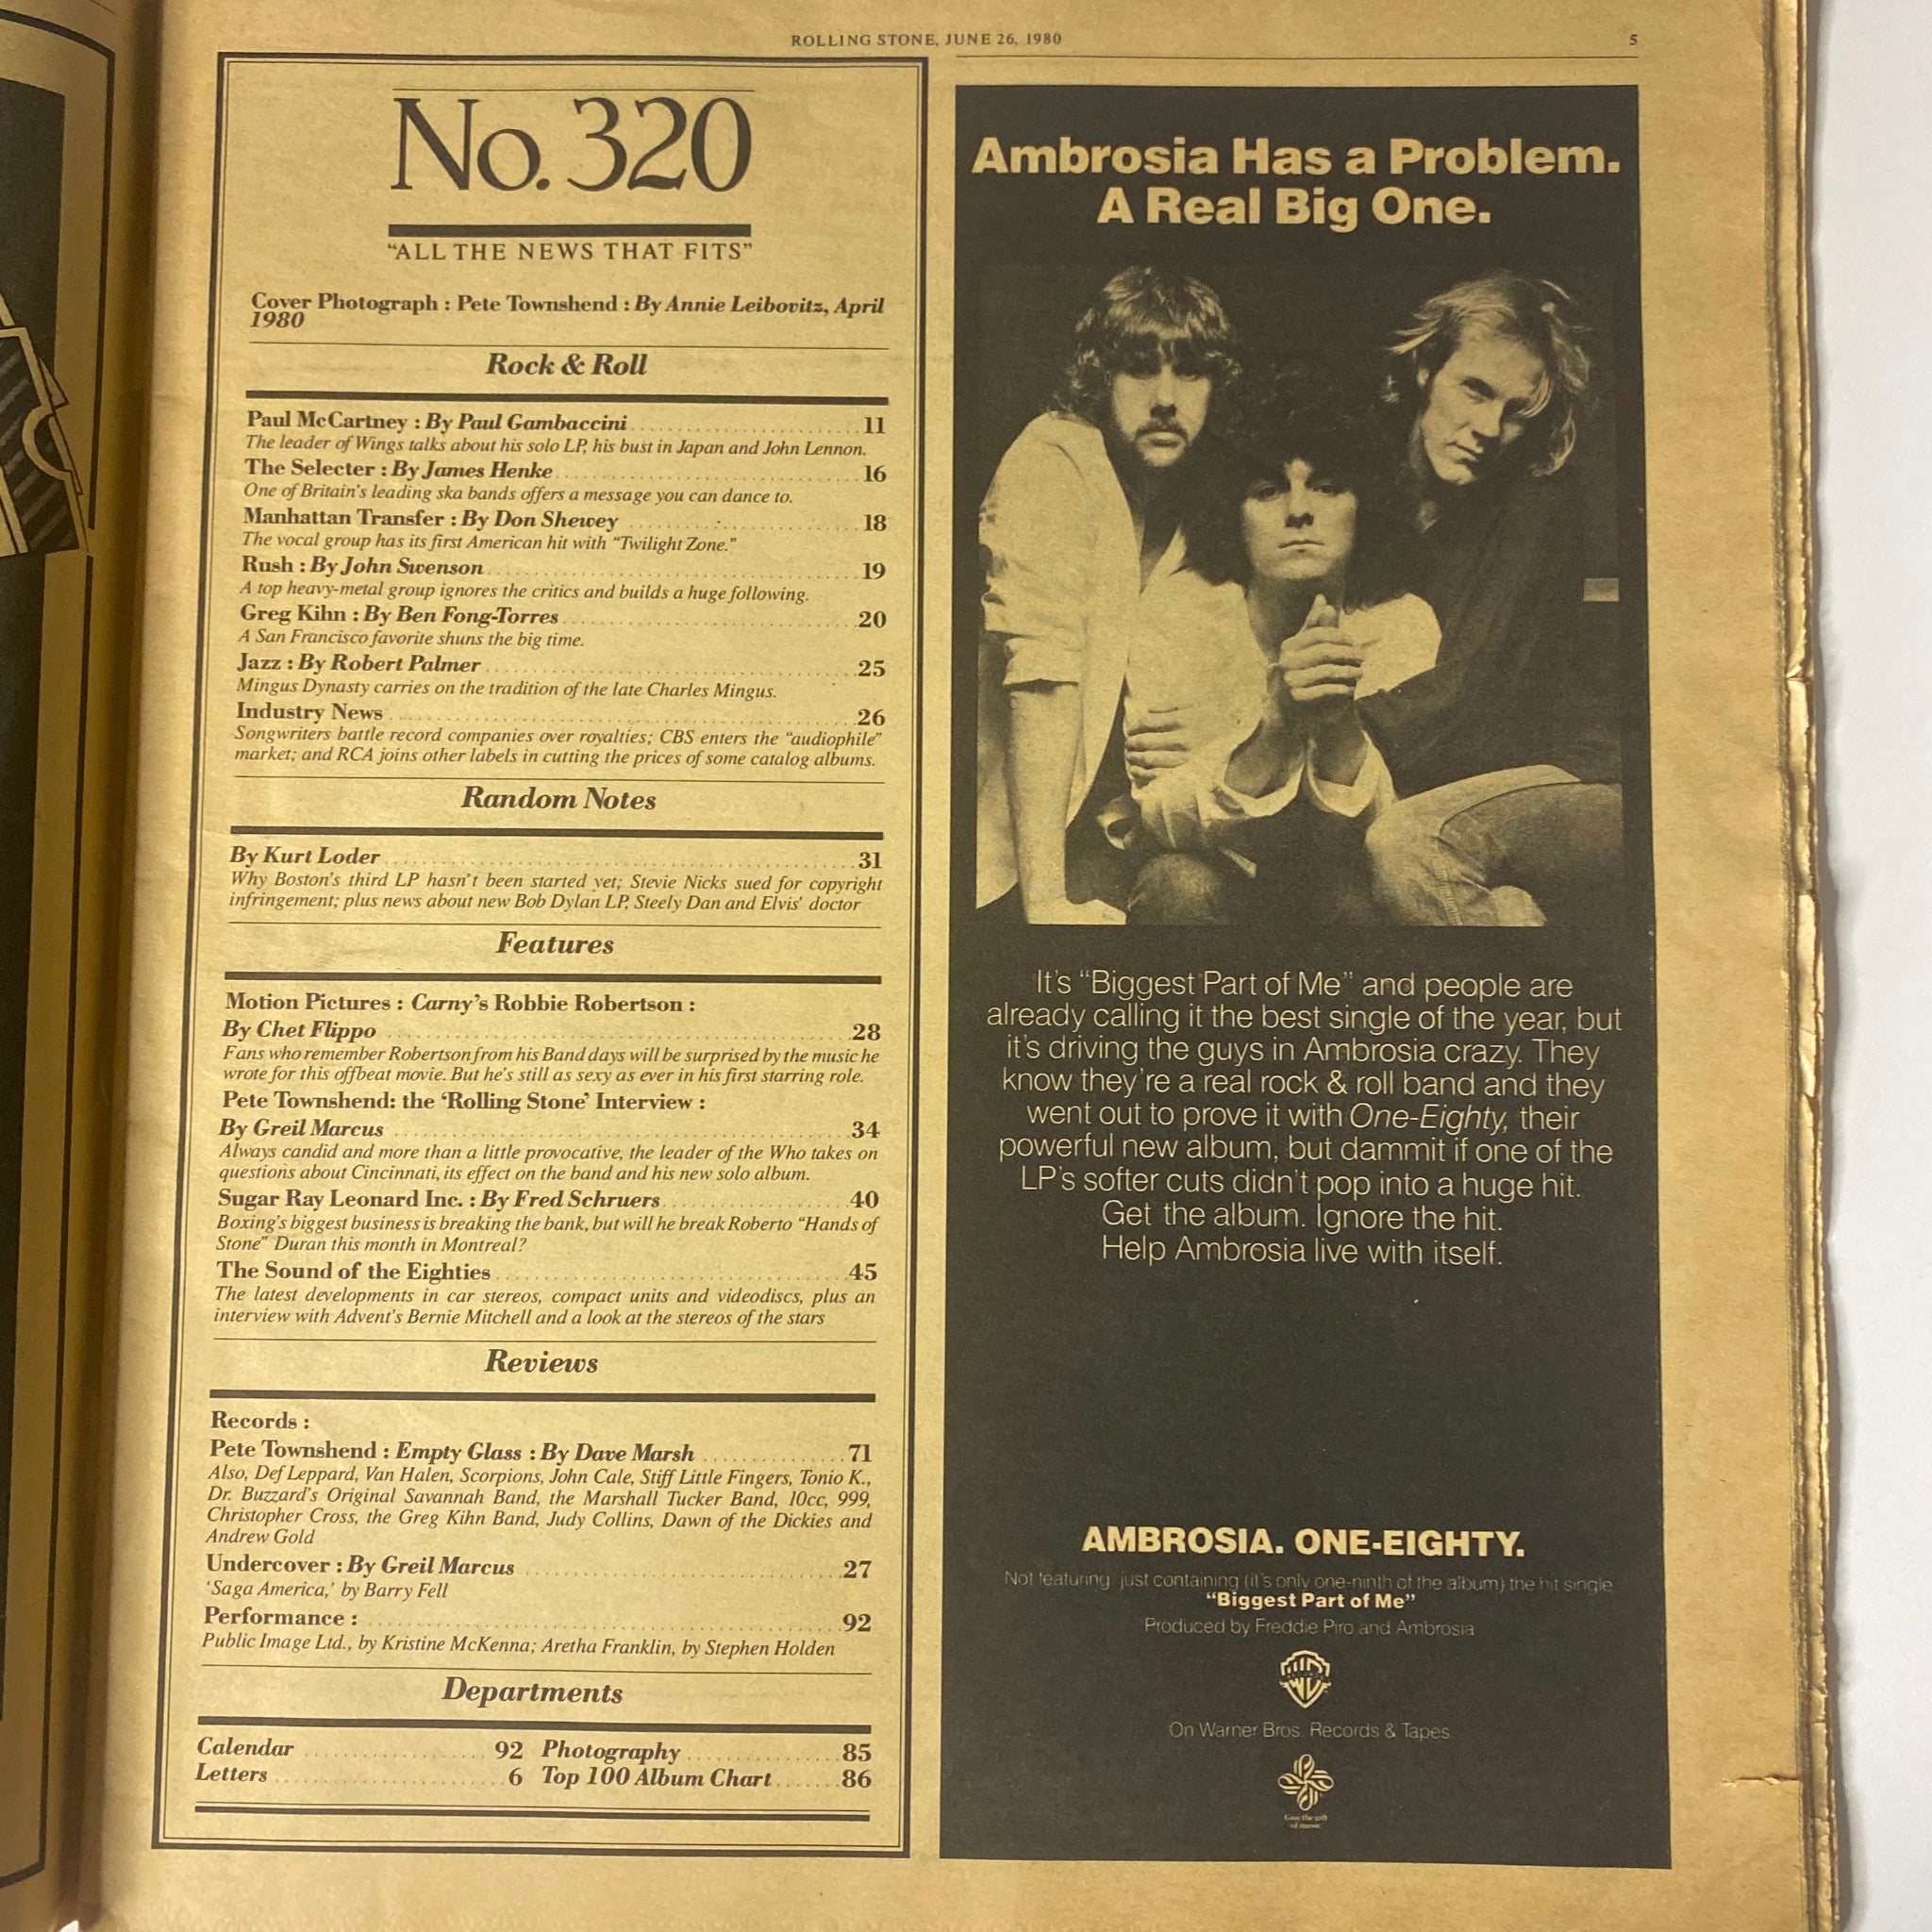 ROLLING STONE, JUNE 26, 1980
5
No. 320
“ALL THE NEWS THAT FITS”
Cover Photograph : Pete Townshend : By Annie Leibovitz, April
1980
Rock & Roll
Paul McCartney : By Paul Gambaccini 11
The leader of Wings talks about his solo LP, his bust in Japan and John Lennon.
The Selecter : By James Henke 16
One of Britain's leading ska bands offers a message you can dance to.
Manhattan Transfer : By Don Shewey 18
The vocal group has its first American hit with “Twilight Zone.”
Rush : By John Swenson 19
A top heavy-metal group ignores the critics and builds a huge following.
Greg Kihn : By Ben Fong-Torres 20
A San Francisco favorite shuns the big time.
Jazz : By Robert Palmer 25
Mingus Dynasty carries on the tradition of the late Charles Mingus.
Industry News 26
Songwriters battle record companies over royalties; CBS enters the “audiophile”
market; and RCA joins other labels in cutting the prices of some catalog albums.
Random Notes
By Kurt Loder 31
Why Boston's third LP hasn't been started yet; Stevie Nicks sued for copyright
infringement; plus news about new Bob Dylan LP, Steely Dan and Elvis' doctor
Features
Motion Pictures : Carny's Robbie Robertson :
By Chet Flippo 28
Fans who remember Robertson from his Band days will be surprised by the music he
wrote for this offbeat movie. But he's still as sexy as ever in his first starring role.
Pete Townshend: the ‘Rolling Stone’ Interview :
By Greil Marcus 34
Always candid and more than a little provocative, the leader of the Who takes on
questions about Cincinnati, its effect on the band and his new solo album.
Sugar Ray Leonard Inc. : By Fred Schruers 40
Boxing's biggest business is breaking the bank, but will he break Roberto “Hands of
Stone” Duran this month in Montreal?
The Sound of the Eighties 45
The latest developments in car stereos, compact units and videodiscs, plus an
interview with Advent's Bernie Mitchell and a look at the stereos of the stars
Reviews
Records :
Pete Townshend : Empty Glass : By Dave Marsh 71
Also, Def Leppard, Van Halen, Scorpions, John Cale, Stiff Little Fingers, Tonio K.,
Dr. Buzzard's Original Savannah Band, the Marshall Tucker Band, 10cc, 999,
Christopher Cross, the Greg Kihn Band, Judy Collins, Dawn of the Dickies and
Andrew Gold
Undercover : By Greil Marcus 27
‘Saga America,’ by Barry Fell
Performance : 92
Public Image Ltd., by Kristine McKenna; Aretha Franklin, by Stephen Holden
Departments
Calendar 92 Photography 85
Letters 6 Top 100 Album Chart 86
Ambrosia Has a Problem.
A Real Big One.
It's “Biggest Part of Me” and people are
already calling it the best single of the year, but
it's driving the guys in Ambrosia crazy. They
know they're a real rock & roll band and they
went out to prove it with One-Eighty, their
powerful new album, but dammit if one of the
LP's softer cuts didn't pop into a huge hit.
Get the album. Ignore the hit.
Help Ambrosia live with itself.
AMBROSIA. ONE-EIGHTY.
Not featuring, just containing (it's only one-ninth of the album) the hit single
“Biggest Part of Me”
Produced by Freddie Piro and Ambrosia
On Warner Bros. Records & Tapes
Give the gift
of music